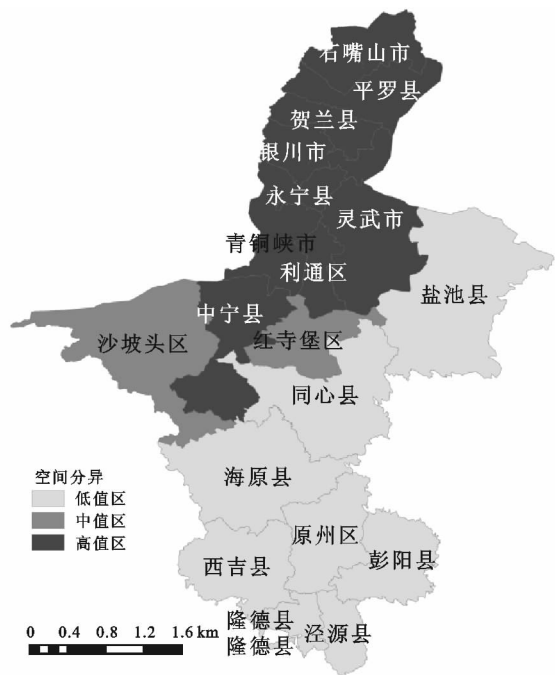 石嘴山市
平罗县
贺兰县
银川市
永宁县
灵武市
青铜峡市
利通区
盐池县
中宁县
沙坡头区
红寺堡区
同心县
海原县
原州区
彭阳县
西吉县
隆德县
隆德县
泾源县
空间分异
低值区
中值区
高值区
0 0.4 0.8 1.2 1.6 km